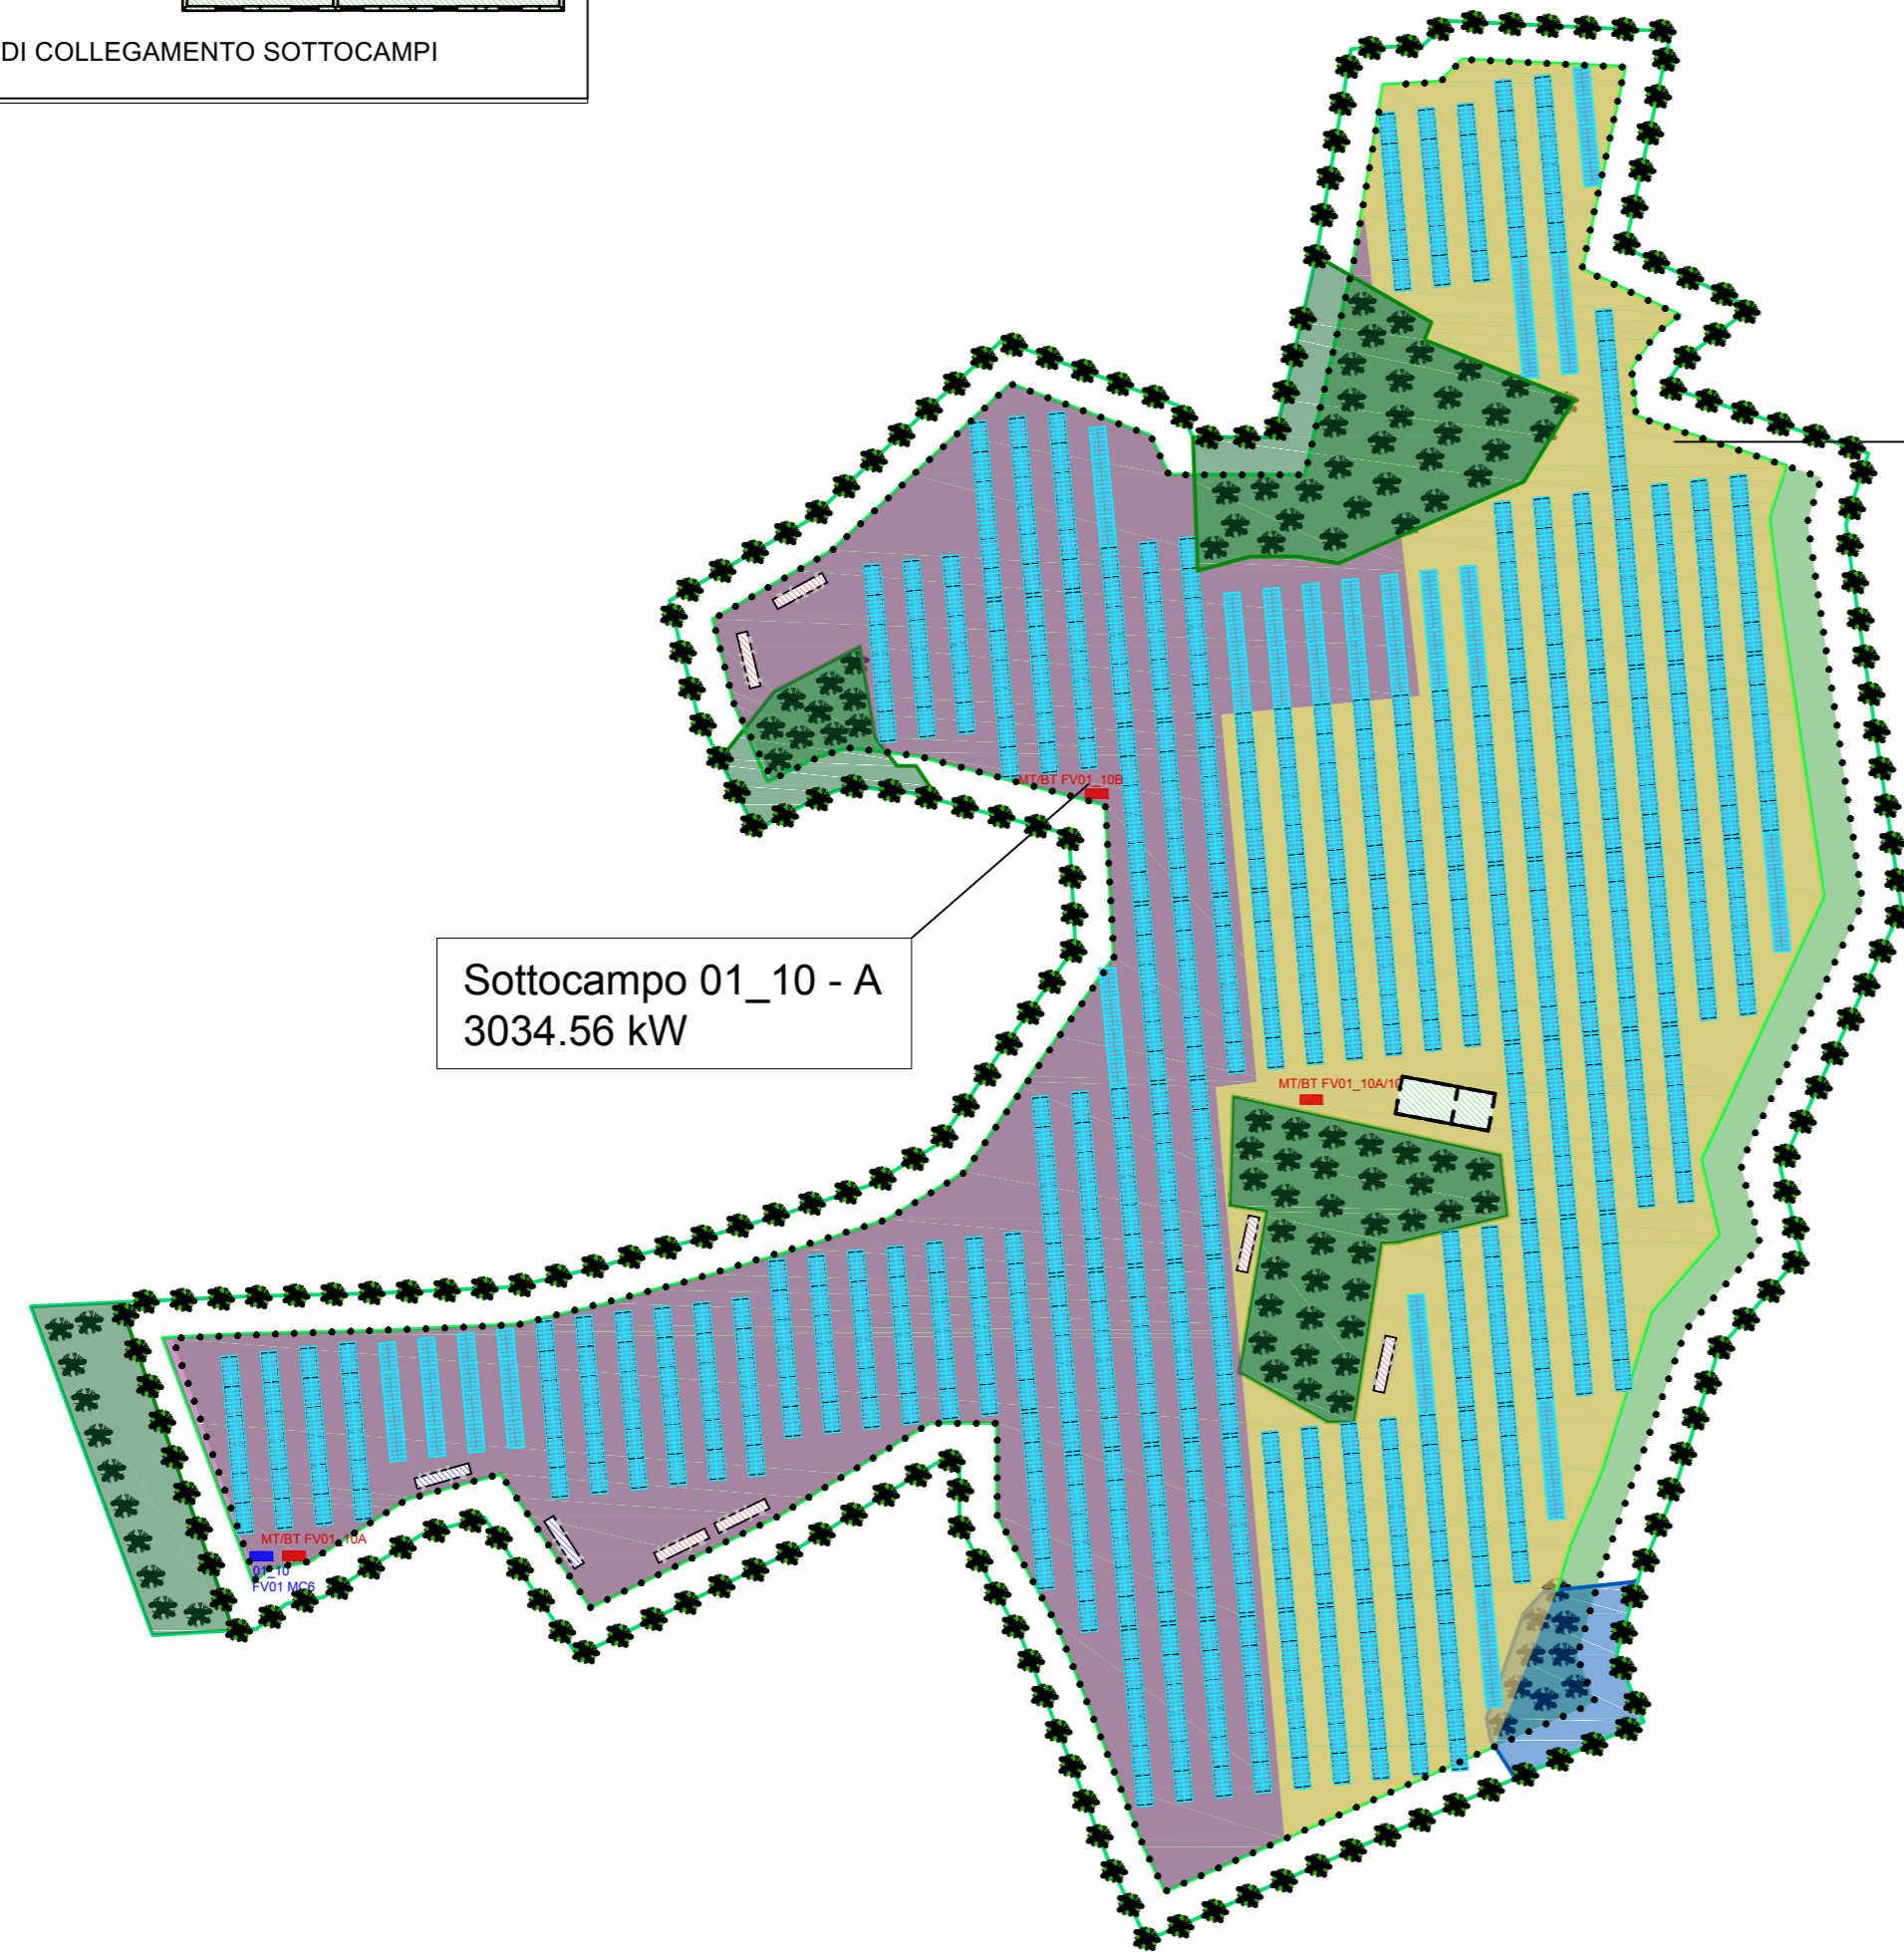 DI COLLEGAMENTO SOTTOCAMPI
MT/BT FV01_10B
Sottocampo 01_10 - A
3034.56 kW
MT/BT FV01_10A/10
MT/BT FV01_10A
01_10
FV01 MC6